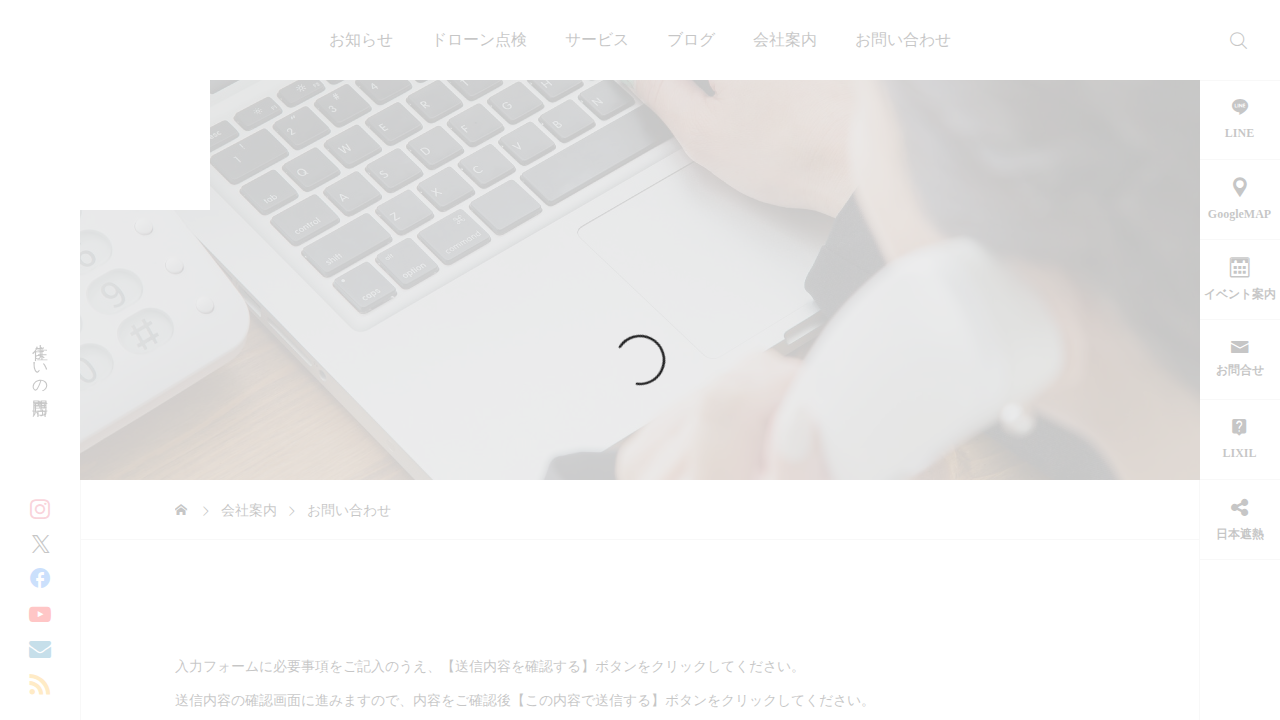 お知らせ ドローン点検 サービス ブログ 会社案内 お問い合わせ
LINE
GoogleMAP
イベント案内
お問合せ
LIXIL
日本遮熱
会社案内 お問い合わせ
入力フォームに必要事項をご記入のうえ、【送信内容を確認する】ボタンをクリックしてください。
送信内容の確認画面に進みますので、内容をご確認後【この内容で送信する】ボタンをクリックしてください。